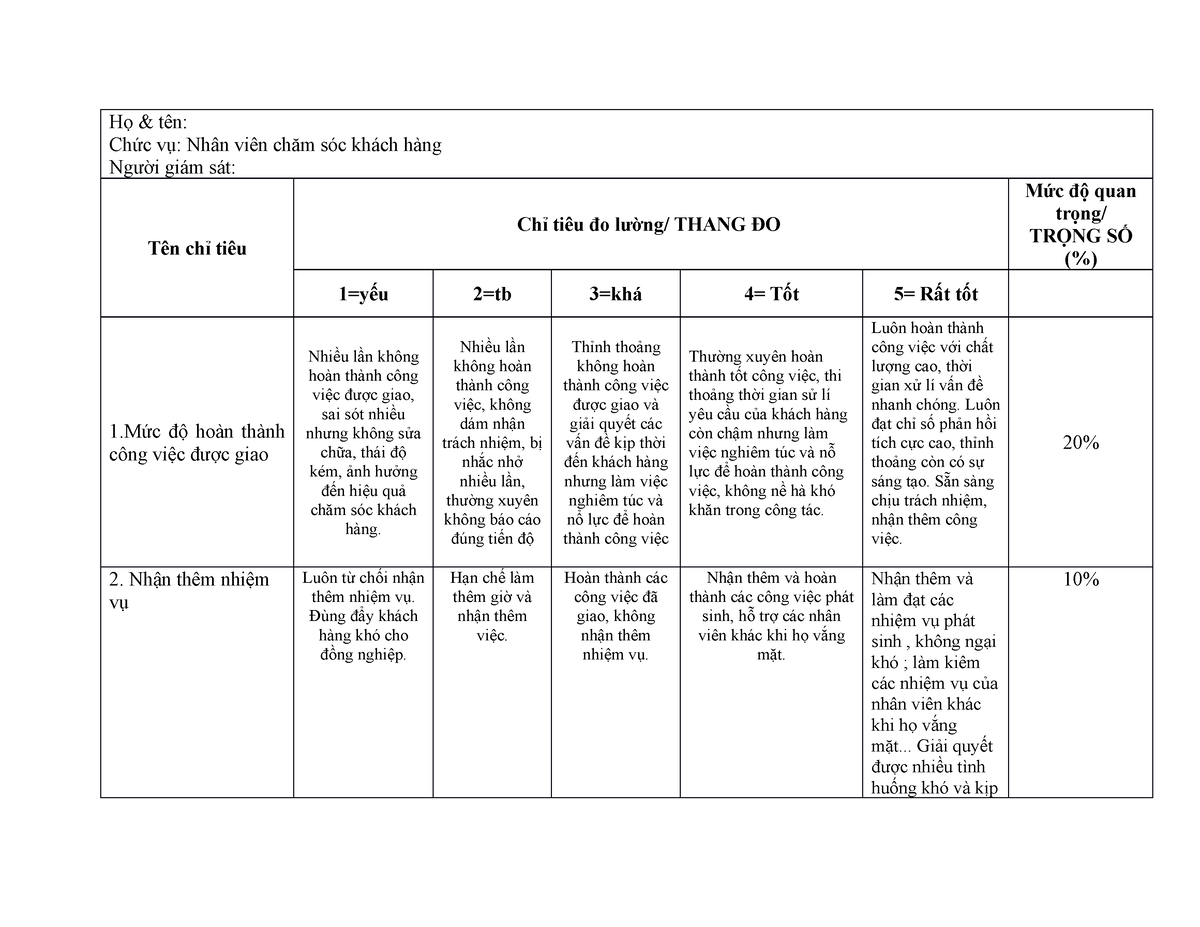 Họ & tên:
Chức vụ: Nhân viên chăm sóc khách hàng
Người giám sát:
Tên chỉ tiêu
Chỉ tiêu đo lường/ THANG ĐO
Mức độ quan
trọng/
TRỌNG SỐ
(%)
1=yếu
2=tb
3=khá
4= Tốt
5= Rất tốt
1.Mức độ hoàn thành
công việc được giao
Nhiều lần không
hoàn thành công
việc được giao,
sai sót nhiều
nhưng không sửa
chữa, thái độ
kém, ảnh hưởng
đến hiệu quả
chăm sóc khách
hàng.
Nhiều lần
không hoàn
thành công
việc, không
dám nhận
trách nhiệm, bị
nhắc nhở
nhiều lần,
thường xuyên
không báo cáo
đúng tiến độ
Thỉnh thoảng
không hoàn
thành công việc
được giao và
giải quyết các
vấn đề kịp thời
đến khách hàng
nhưng làm việc
nghiêm túc và
nổ lực để hoàn
thành công việc
Thường xuyên hoàn
thành tốt công việc, thi
thoảng thời gian sử lí
yêu cầu của khách hàng
còn chậm nhưng làm
việc nghiêm túc và nỗ
lực để hoàn thành công
việc, không nề hà khó
khăn trong công tác.
Luôn hoàn thành
công việc với chất
lượng cao, thời
gian xử lí vấn đề
nhanh chóng. Luôn
đạt chỉ số phản hồi
tích cực cao, thỉnh
thoảng còn có sự
sáng tạo. Sẵn sàng
chịu trách nhiệm,
nhận thêm công
việc.
20%
2. Nhận thêm nhiệm
vụ
Luôn từ chối nhận
thêm nhiệm vụ.
Đùng đẩy khách
hàng khó cho
đồng nghiệp.
Hạn chế làm
thêm giờ và
nhận thêm
việc.
Hoàn thành các
công việc đã
giao, không
nhận thêm
nhiệm vụ.
Nhận thêm và hoàn
thành các công việc phát
sinh, hỗ trợ các nhân
viên khác khi họ vắng
mặt.
Nhận thêm và
làm đạt các
nhiệm vụ phát
sinh , không ngại
khó ; làm kiêm
các nhiệm vụ của
nhân viên khác
khi họ vắng
mặt... Giải quyết
được nhiều tình
huống khó và kịp
10%